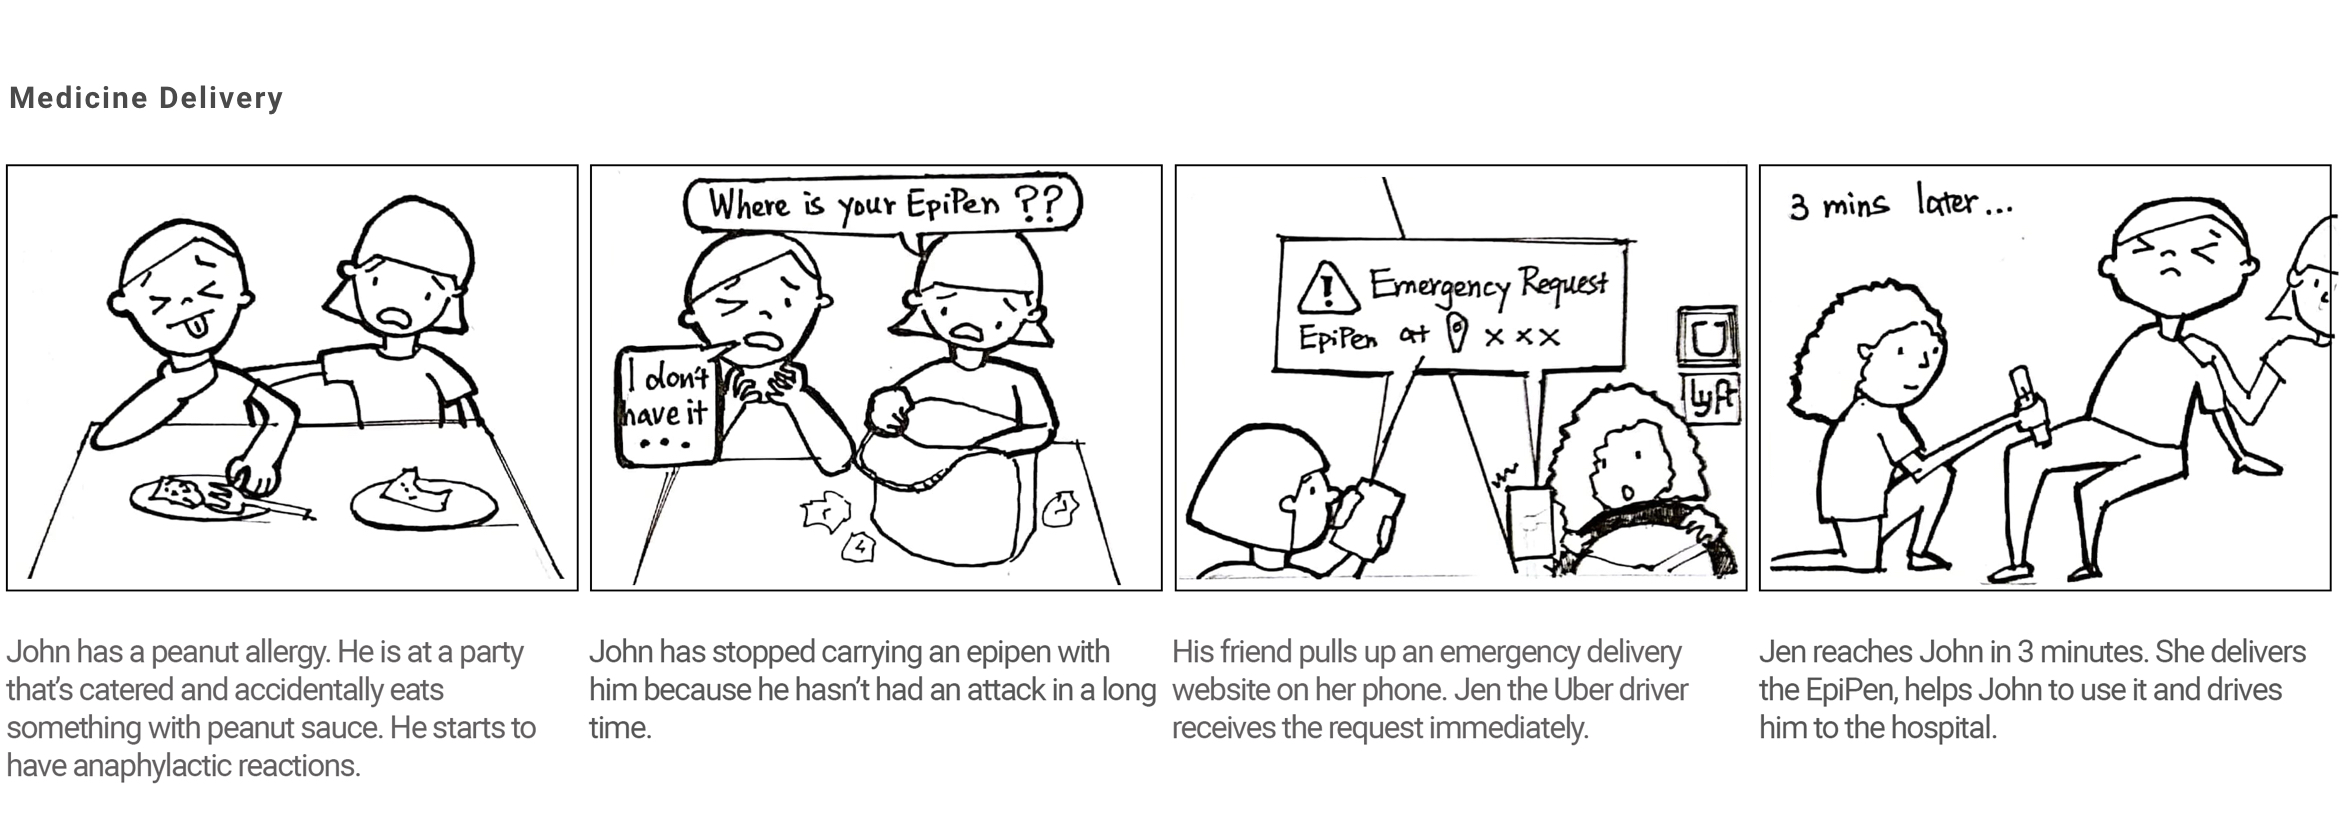 Medicine Delivery
Where is your EpiPen ??
I don't
have it
...
Emergency Request
EpiPen at x x x
U
lyft
3 mins later...
John has a peanut allergy. He is at a party
that's catered and accidentally eats
something with peanut sauce. He starts to
have anaphylactic reactions.
John has stopped carrying an epipen with
him because he hasn't had an attack in a long
time.
His friend pulls up an emergency delivery
website on her phone. Jen the Uber driver
receives the request immediately.
Jen reaches John in 3 minutes. She delivers
the EpiPen, helps John to use it and drives
him to the hospital.